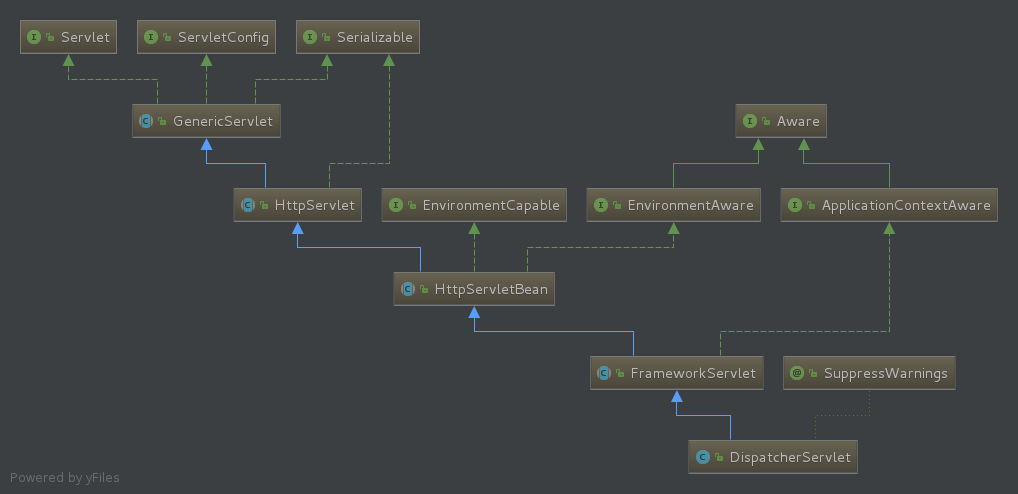 Servlet
ServletConfig
Serializable
GenericServlet
Aware
HttpServlet
EnvironmentCapable
EnvironmentAware
ApplicationContextAware
HttpServletBean
FrameworkServlet
SuppressWarnings
DispatcherServlet
Powered by yFiles